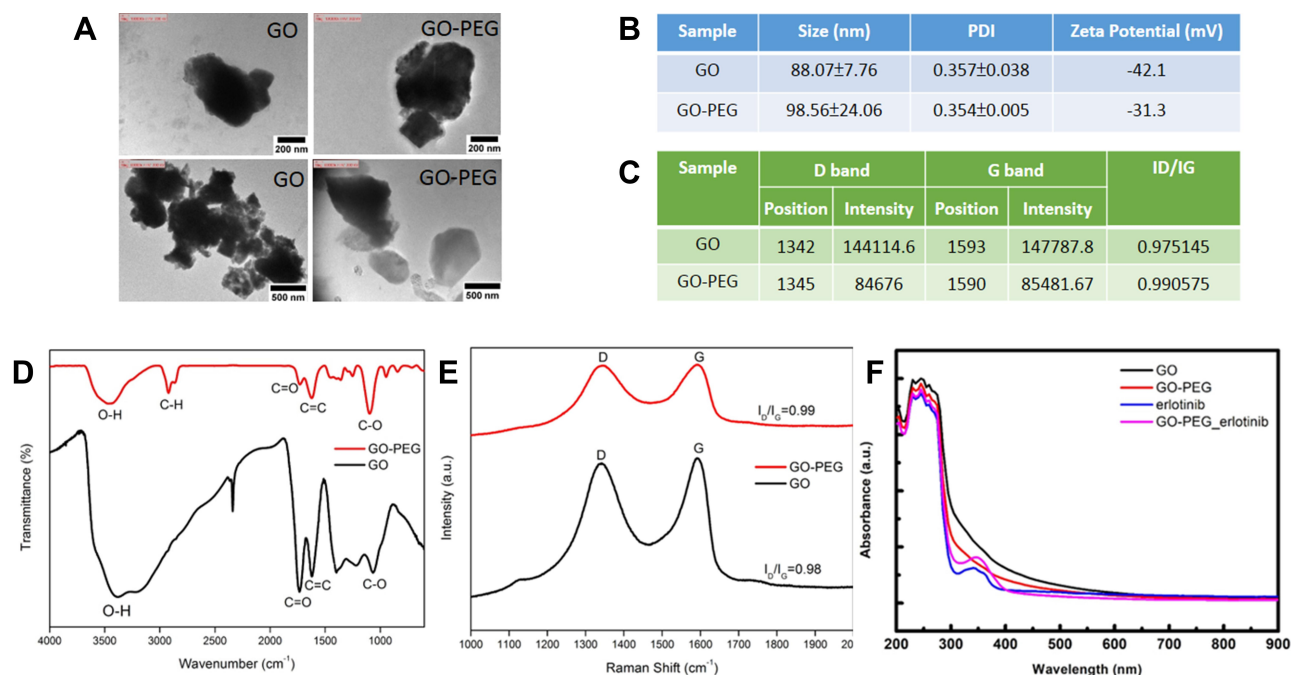 A
GO
GO-PEG
200 nm
200 nm
GO
GO-PEG
500 nm
500 nm
B
Sample Size (nm) PDI Zeta Potential (mV)
GO 88.07±7.76 0.357±0.038 -42.1
GO-PEG 98.56±24.06 0.354±0.005 -31.3
C
Sample D band G band ID/IG
Position Intensity Position Intensity
GO 1342 144114.6 1593 147787.8 0.975145
GO-PEG 1345 84676 1590 85481.67 0.990575
D
O-H
C-H
C=O
C=C
C-O
GO-PEG
GO
O-H
C=O
C=C
C-O
Transmittance (%)
4000 3500 3000 2500 2000 1500 1000
Wavenumber (cm-1)
E
D G
ID/IG=0.99
GO-PEG
GO
D G
ID/IG=0.98
Intensity (a.u.)
1000 1100 1200 1300 1400 1500 1600 1700 1800 1900 20
Raman Shift (cm-1)
F
GO
GO-PEG
erlotinib
GO-PEG_erlotinib
Absorbance (a.u.)
200 300 400 500 600 700 800 900
Wavelength (nm)